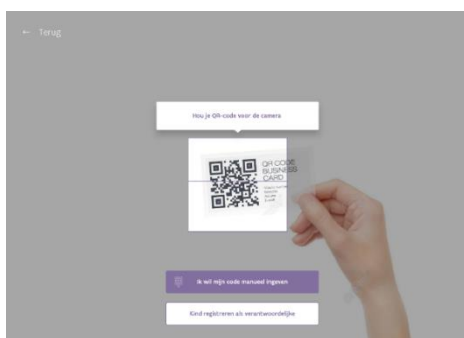 ← Terug
Hou je QR-code voor de camera
QR CODE
BUSINESS
CARD
Ik wil mijn code manueel ingeven
Kind registreren als verantwoordelijke